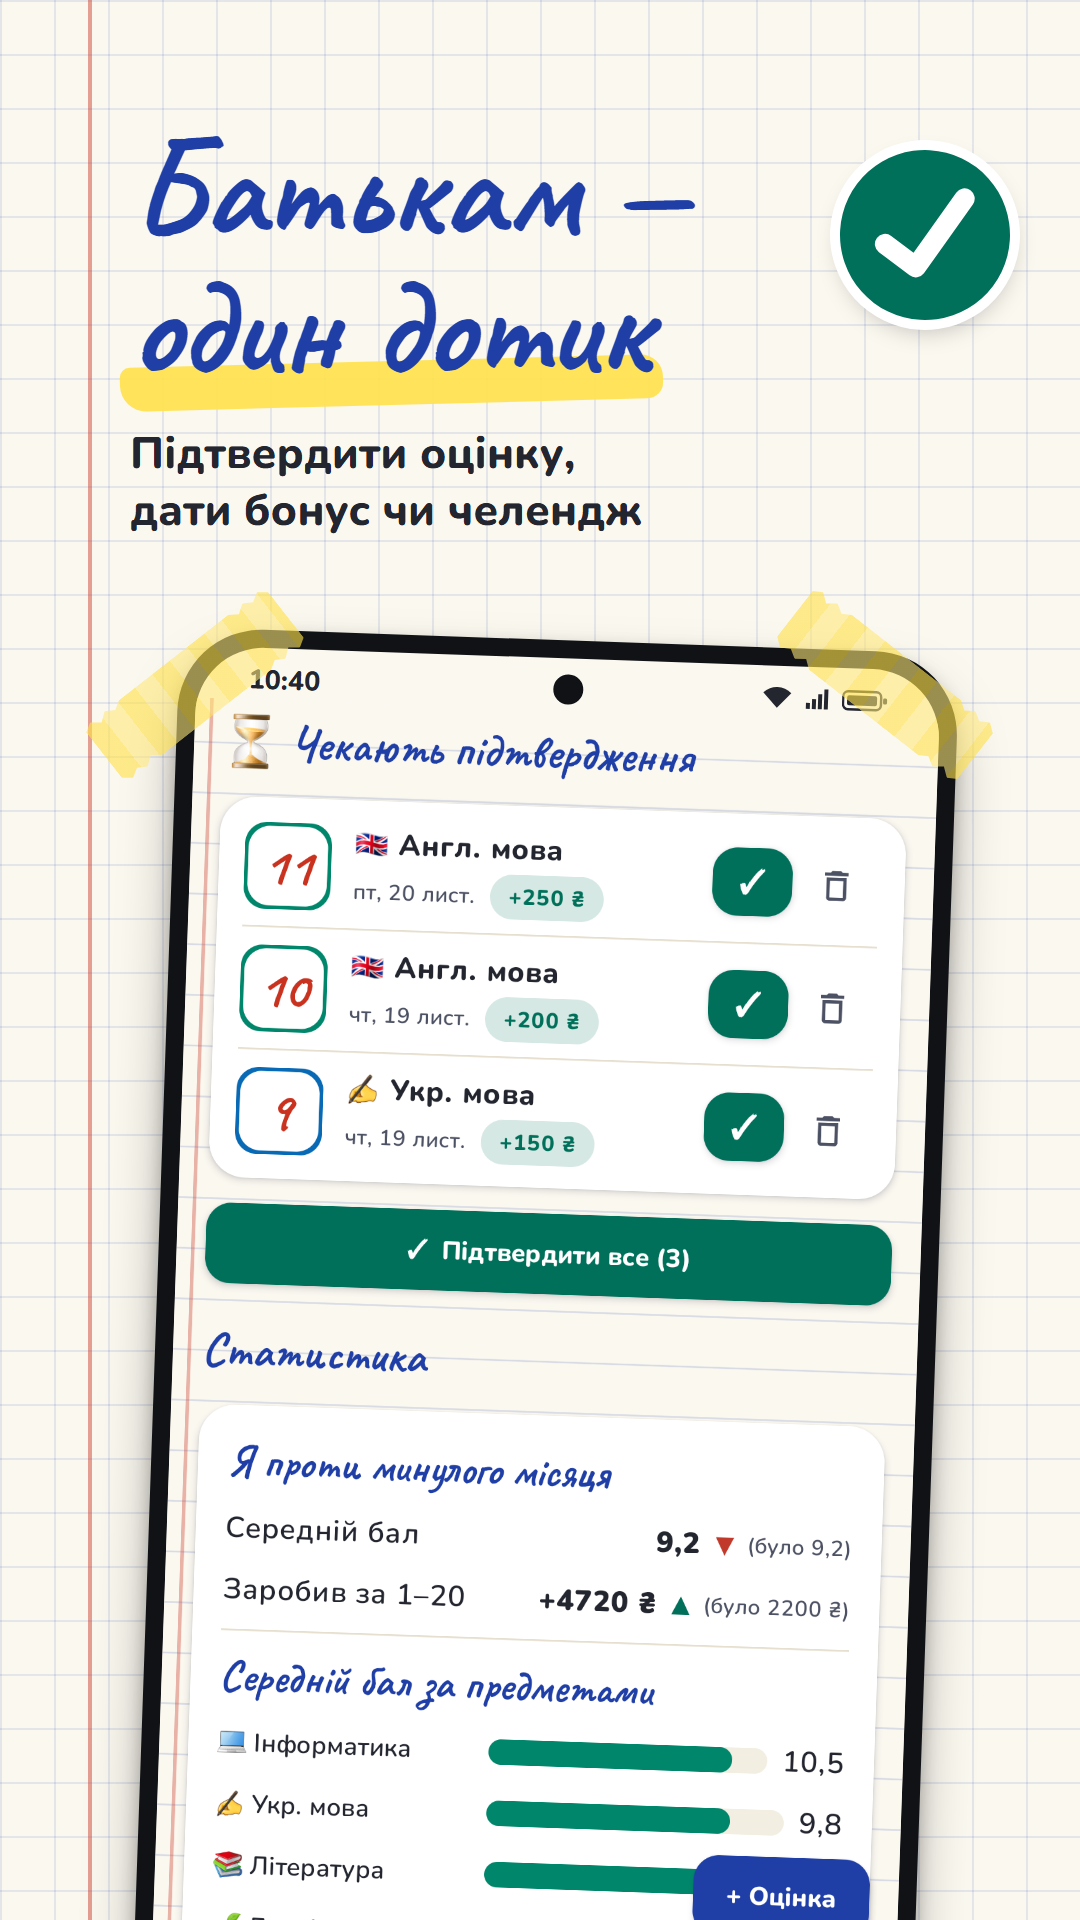 Батькам —
один дотик
Підтвердити оцінку,
дати бонус чи челендж
10:40
Чекають підтвердження
11 Англ. мова
пт, 20 лист. +250 ₴
10 Англ. мова
чт, 19 лист. +200 ₴
9 Укр. мова
чт, 19 лист. +150 ₴
✓ Підтвердити все (3)
Статистика
Я проти минулого місяця
Середній бал 9,2 ▼ (було 9,2)
Заробив за 1–20 +4720 ₴ ▲ (було 2200 ₴)
Середній бал за предметами
Інформатика 10,5
Укр. мова 9,8
Література
+ Оцінка